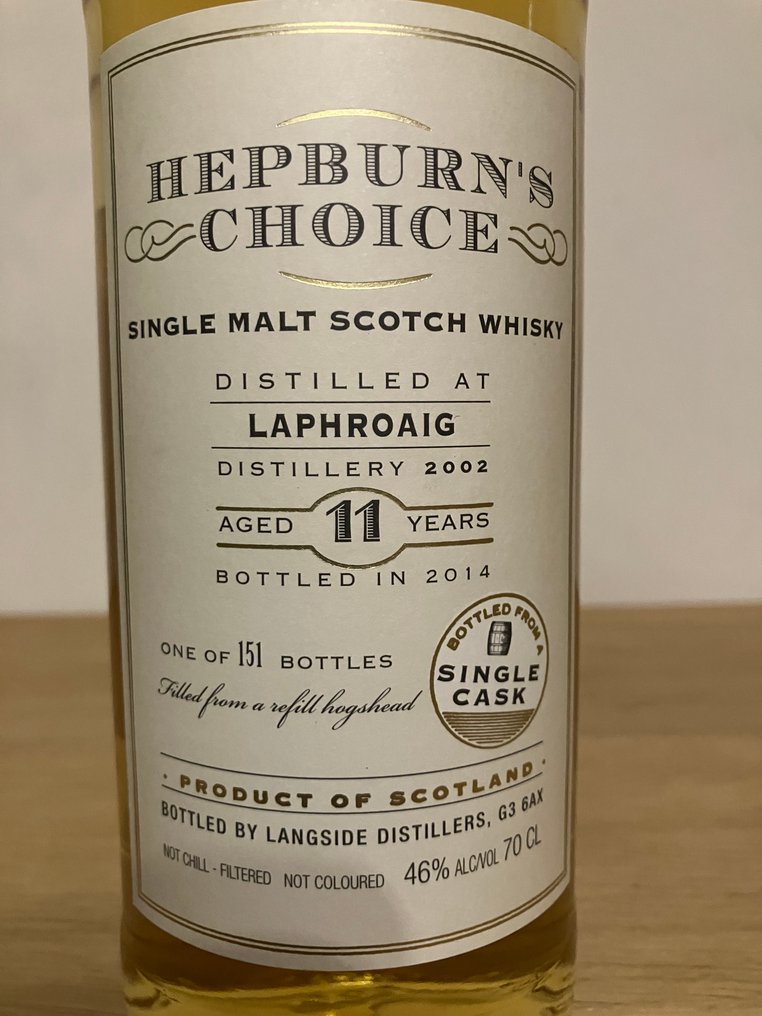 HEPBURN'S
CHOICE
SINGLE MALT SCOTCH WHISKY
DISTILLED AT
LAPHROAIG
DISTILLERY 2002
AGED 11 YEARS
BOTTLED IN 2014
ONE OF 151 BOTTLES
Filled from a refill hogshead
BOTTLED FROM A
SINGLE
CASK
· PRODUCT OF SCOTLAND ·
BOTTLED BY LANGSIDE DISTILLERS, G3 6AX
NOT CHILL - FILTERED NOT COLOURED 46% ALC/VOL 70 CL